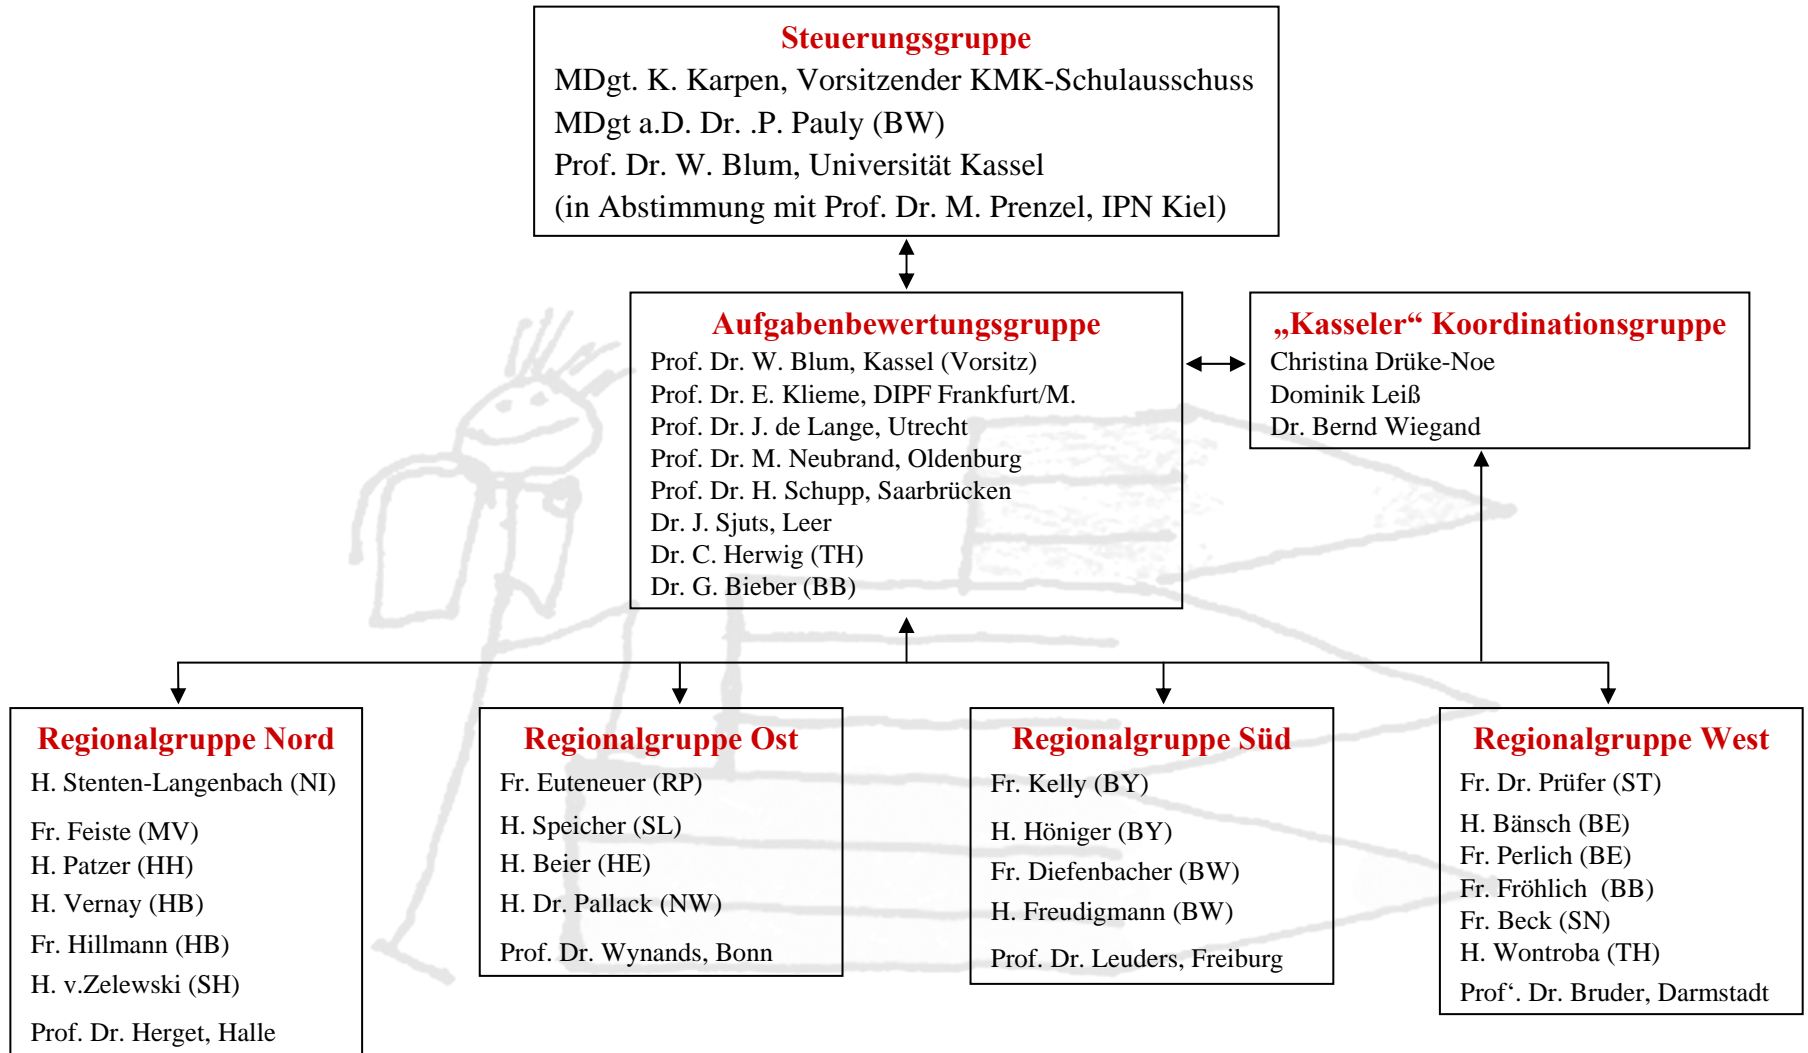 Steuerungsgruppe
MDgt. K. Karpen, Vorsitzender KMK-Schulausschuss
MDgt a.D. Dr. .P. Pauly (BW)
Prof. Dr. W. Blum, Universität Kassel
(in Abstimmung mit Prof. Dr. M. Prenzel, IPN Kiel)
Aufgabenbewertungsgruppe
Prof. Dr. W. Blum, Kassel (Vorsitz)
Prof. Dr. E. Klieme, DIPF Frankfurt/M.
Prof. Dr. J. de Lange, Utrecht
Prof. Dr. M. Neubrand, Oldenburg
Prof. Dr. H. Schupp, Saarbrücken
Dr. J. Sjuts, Leer
Dr. C. Herwig (TH)
Dr. G. Bieber (BB)
„Kasseler“ Koordinationsgruppe
Christina Drüke-Noe
Dominik Leiß
Dr. Bernd Wiegand
Regionalgruppe Nord
H. Stenten-Langenbach (NI)
Fr. Feiste (MV)
H. Patzer (HH)
H. Vernay (HB)
Fr. Hillmann (HB)
H. v.Zelewski (SH)
Prof. Dr. Herget, Halle
Regionalgruppe Ost
Fr. Euteneuer (RP)
H. Speicher (SL)
H. Beier (HE)
H. Dr. Pallack (NW)
Prof. Dr. Wynands, Bonn
Regionalgruppe Süd
Fr. Kelly (BY)
H. Höniger (BY)
Fr. Diefenbacher (BW)
H. Freudigmann (BW)
Prof. Dr. Leuders, Freiburg
Regionalgruppe West
Fr. Dr. Prüfer (ST)
H. Bänsch (BE)
Fr. Perlich (BE)
Fr. Fröhlich (BB)
Fr. Beck (SN)
H. Wontroba (TH)
Prof‘. Dr. Bruder, Darmstadt